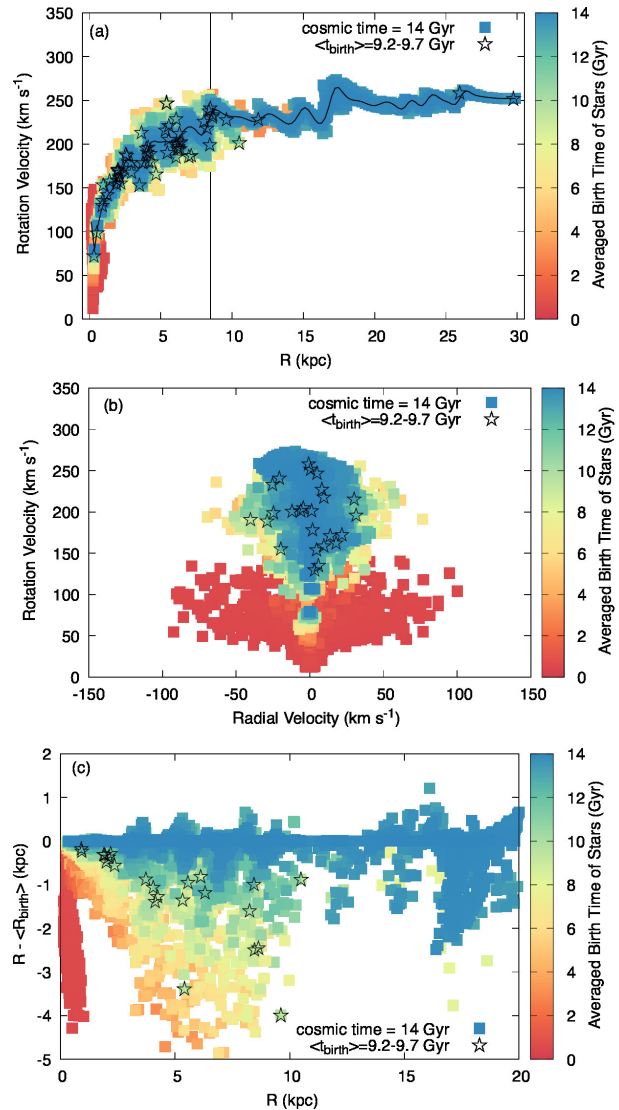 (a)
cosmic time = 14 Gyr
<t_birth>=9.2-9.7 Gyr
Rotation Velocity (km s⁻¹)
350
300
250
200
150
100
50
0
0 5 10 15 20 25 30
R (kpc)
14
12
10
8
6
4
2
0
Averaged Birth Time of Stars (Gyr)
(b)
cosmic time = 14 Gyr
<t_birth>=9.2-9.7 Gyr
Rotation Velocity (km s⁻¹)
350
300
250
200
150
100
50
0
-150 -100 -50 0 50 100 150
Radial Velocity (km s⁻¹)
14
12
10
8
6
4
2
0
Averaged Birth Time of Stars (Gyr)
(c)
R - <R_birth> (kpc)
2
1
0
-1
-2
-3
-4
-5
cosmic time = 14 Gyr
<t_birth>=9.2-9.7 Gyr
0 5 10 15 20
R (kpc)
14
12
10
8
6
4
2
0
Averaged Birth Time of Stars (Gyr)